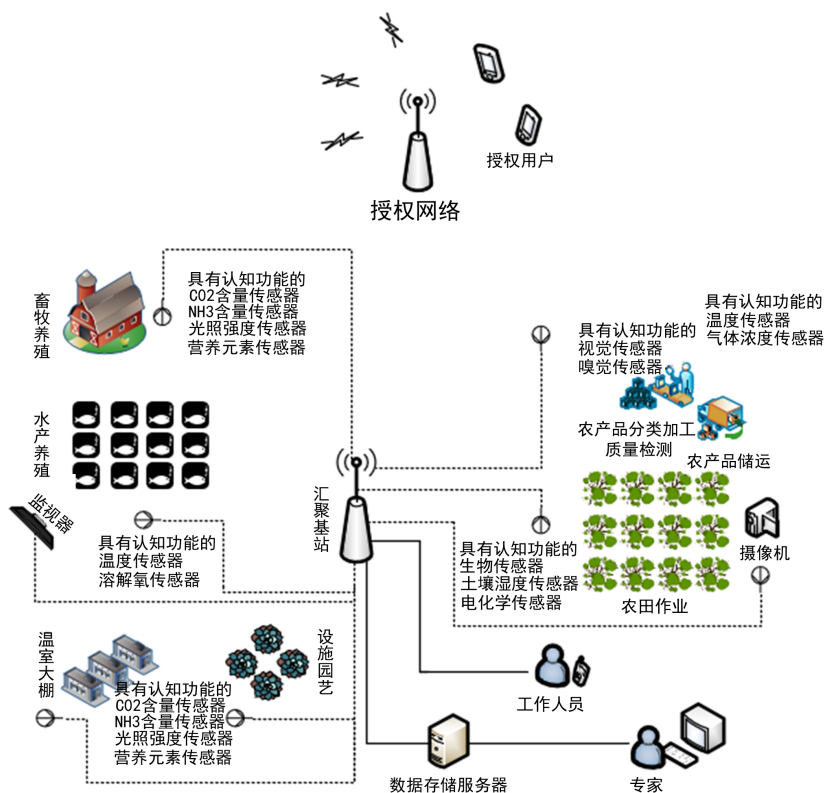 授权用户
授权网络
畜牧养殖
具有认知功能的
CO2含量传感器
NH3含量传感器
光照强度传感器
营养元素传感器
具有认知功能的
温度传感器
气体浓度传感器
具有认知功能的
视觉传感器
嗅觉传感器
农产品分类加工
质量检测
农产品储运
水产养殖
监视器
具有认知功能的
温度传感器
溶解氧传感器
汇聚基站
具有认知功能的
生物传感器
土壤湿度传感器
电化学传感器
摄像机
农田作业
温室大棚
设施园艺
具有认知功能的
CO2含量传感器
NH3含量传感器
光照强度传感器
营养元素传感器
工作人员
数据存储服务器
专家